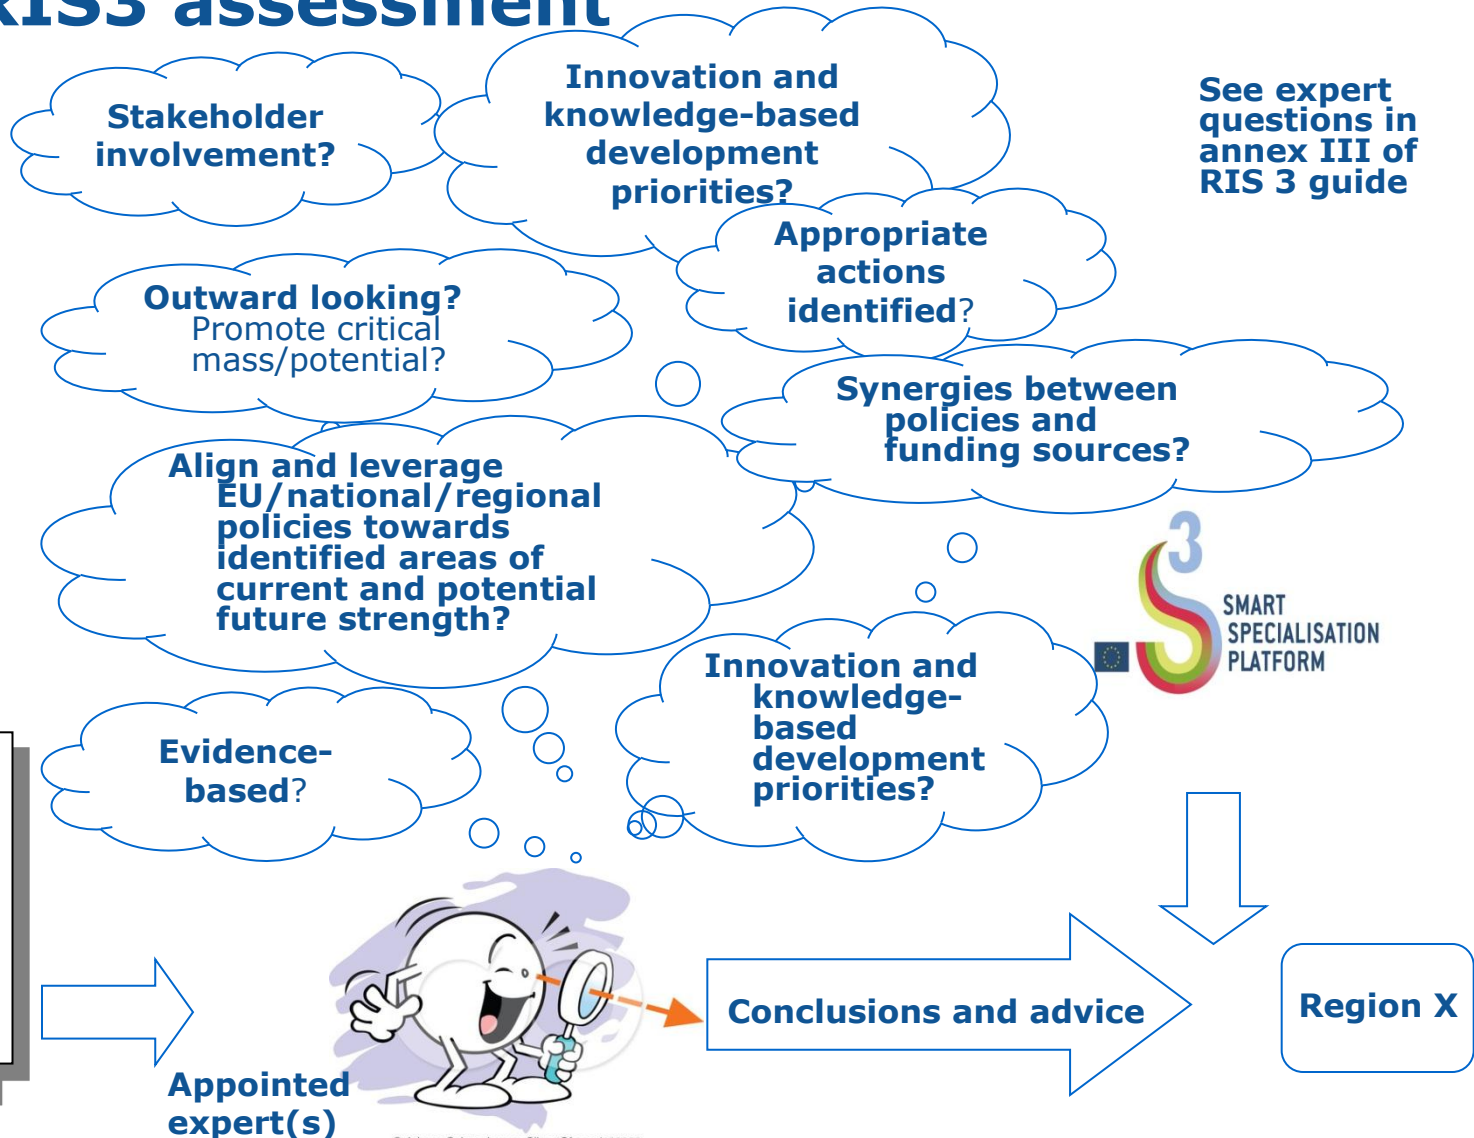 RIS3 assessment
Stakeholder
involvement?
Innovation and
knowledge-based
development
priorities?
See expert
questions in
annex III of
RIS 3 guide
Appropriate
actions
identified?
Outward looking?
Promote critical
mass/potential?
Synergies between
policies and
funding sources?
Align and leverage
EU/national/regional
policies towards
identified areas of
current and potential
future strength?
3
SMART
SPECIALISATION
PLATFORM
Innovation and
knowledge-
based
development
priorities?
Evidence-
based?
Conclusions and advice
Region X
Appointed
expert(s)